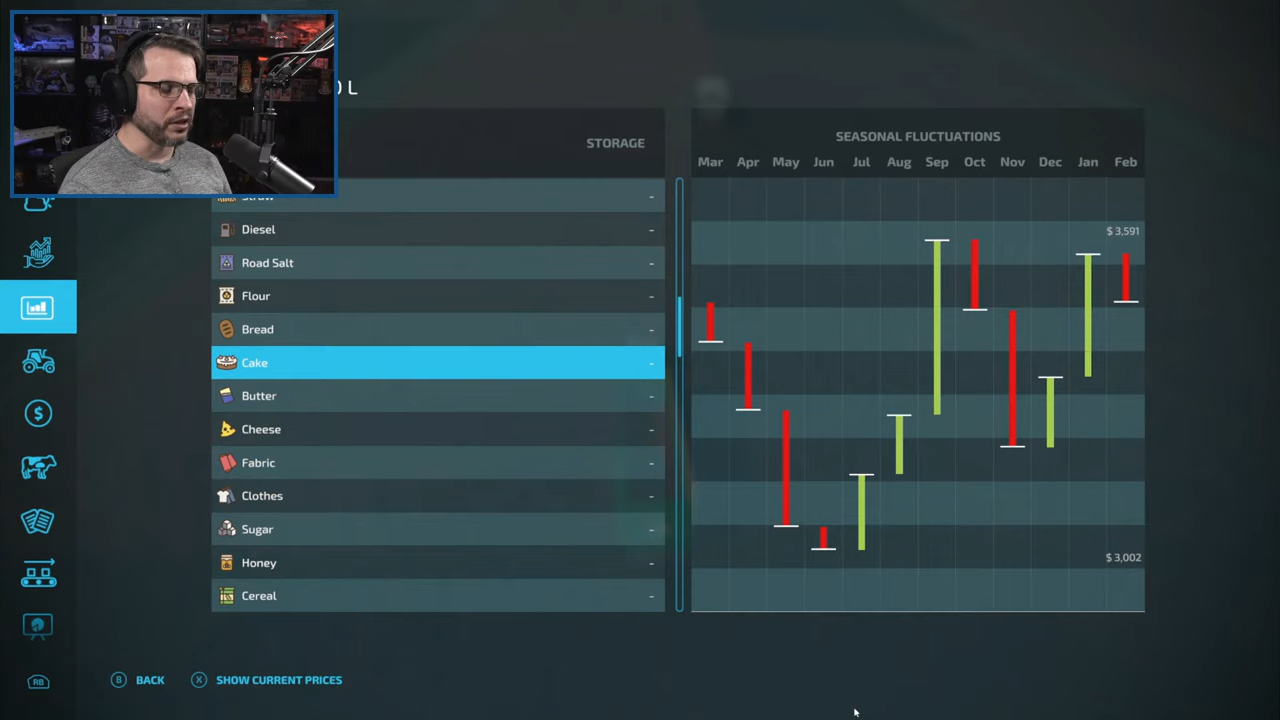 O L
STORAGE
Straw -
Diesel -
Road Salt -
Flour -
Bread -
Cake -
Butter -
Cheese -
Fabric -
Clothes -
Sugar -
Honey -
Cereal -
SEASONAL FLUCTUATIONS
Mar Apr May Jun Jul Aug Sep Oct Nov Dec Jan Feb
$ 3,591
$ 3,002
RB
B BACK X SHOW CURRENT PRICES